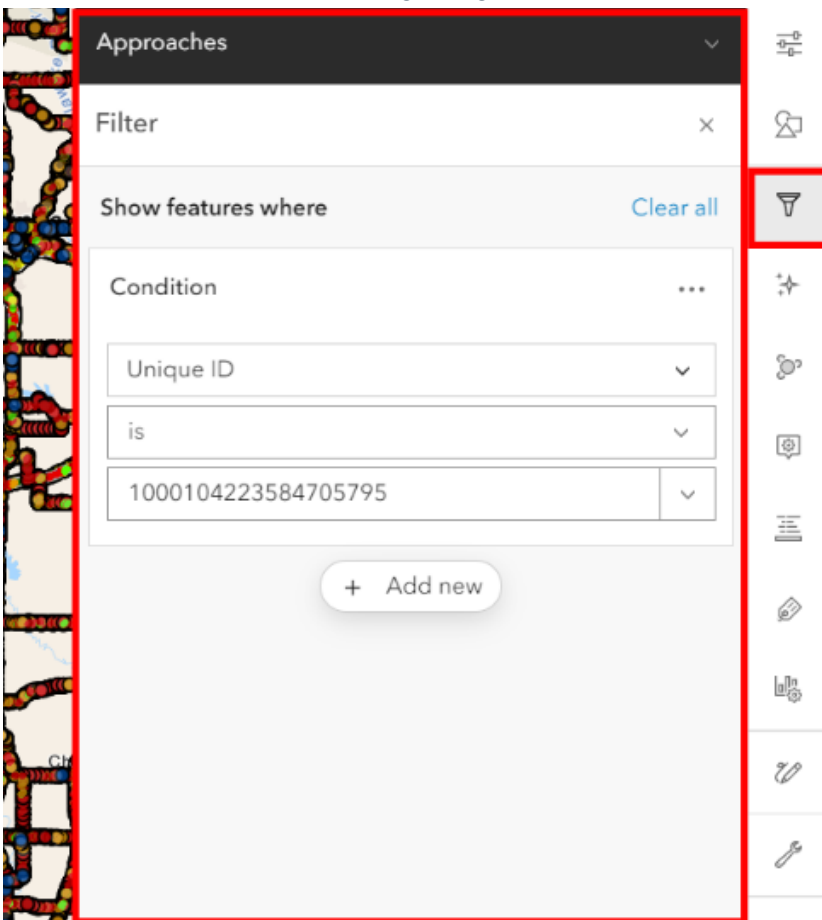 Approaches
Filter
Show features where
Clear all
Condition
Unique ID
is
1000104223584705795
+ Add new